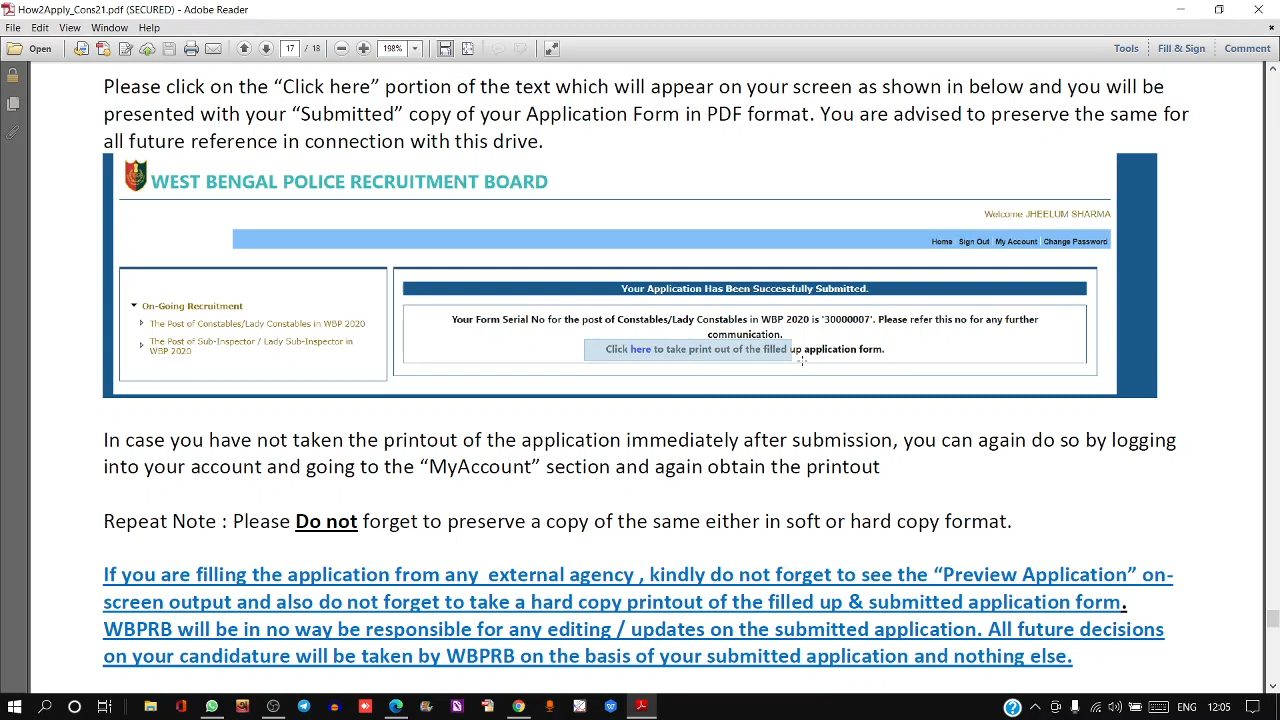 How2Apply_Cons21.pdf (SECURED) - Adobe Reader
File Edit View Window Help
Open 17 / 18 198% Tools Fill & Sign Comment
Please click on the “Click here” portion of the text which will appear on your screen as shown in below and you will be
presented with your “Submitted” copy of your Application Form in PDF format. You are advised to preserve the same for
all future reference in connection with this drive.
WEST BENGAL POLICE RECRUITMENT BOARD
Welcome JHEELUM SHARMA
Home Sign Out My Account Change Password
On-Going Recruitment
The Post of Constables/Lady Constables in WBP 2020
The Post of Sub-Inspector / Lady Sub-Inspector in
WBP 2020
Your Application Has Been Successfully Submitted.
Your Form Serial No for the post of Constables/Lady Constables in WBP 2020 is '30000007'. Please refer this no for any further
communication.
Click here to take print out of the filled up application form.
In case you have not taken the printout of the application immediately after submission, you can again do so by logging
into your account and going to the “MyAccount” section and again obtain the printout
Repeat Note : Please Do not forget to preserve a copy of the same either in soft or hard copy format.
If you are filling the application from any external agency , kindly do not forget to see the “Preview Application” on-
screen output and also do not forget to take a hard copy printout of the filled up & submitted application form.
WBPRB will be in no way be responsible for any editing / updates on the submitted application. All future decisions
on your candidature will be taken by WBPRB on the basis of your submitted application and nothing else.
ENG 12:05